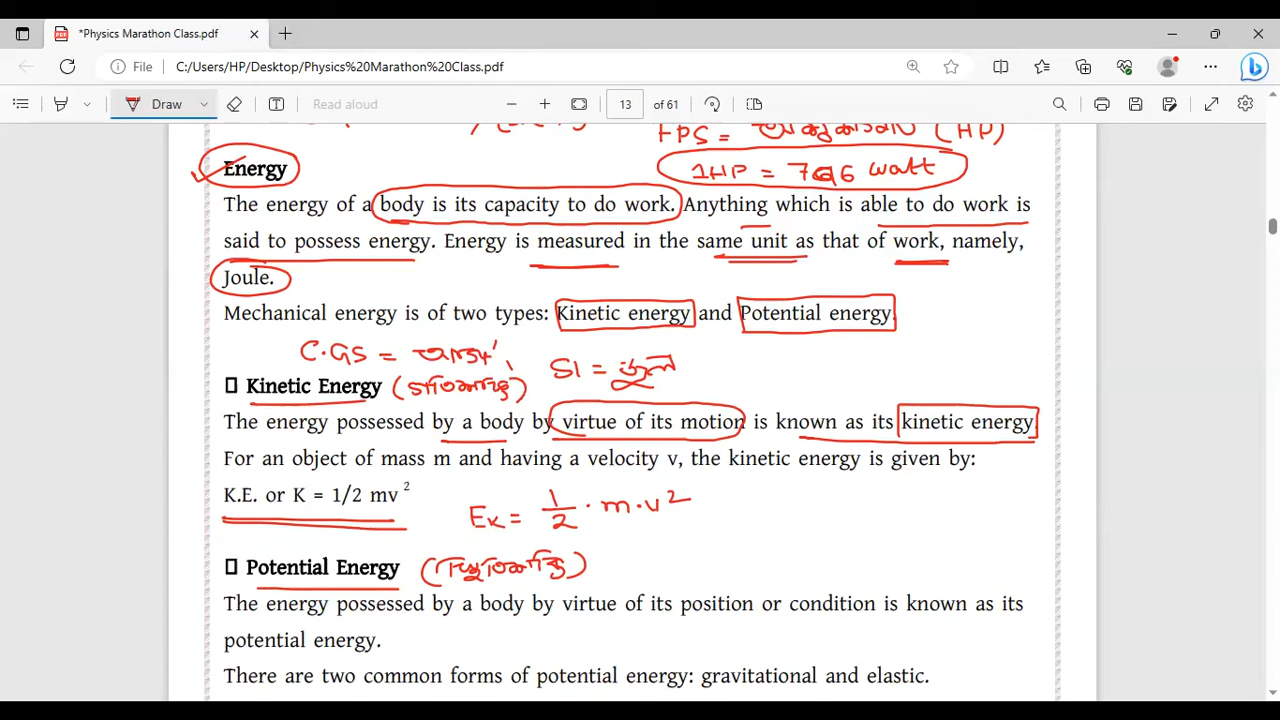 *Physics Marathon Class.pdf
File C:/Users/HP/Desktop/Physics%20Marathon%20Class.pdf
Draw Read aloud 13 of 61
FPS = (HP)
1HP = 746 watt
Energy
The energy of a body is its capacity to do work. Anything which is able to do work is
said to possess energy. Energy is measured in the same unit as that of work, namely,
Joule.
Mechanical energy is of two types: Kinetic energy and Potential energy.
C.GS = SI = জুল
Kinetic Energy (গতিশক্তি)
The energy possessed by a body by virtue of its motion is known as its kinetic energy.
For an object of mass m and having a velocity v, the kinetic energy is given by:
K.E. or K = 1/2 mv 2
Ek = 1/2 · m·v2
Potential Energy (স্থিতিশক্তি)
The energy possessed by a body by virtue of its position or condition is known as its
potential energy.
There are two common forms of potential energy: gravitational and elastic.